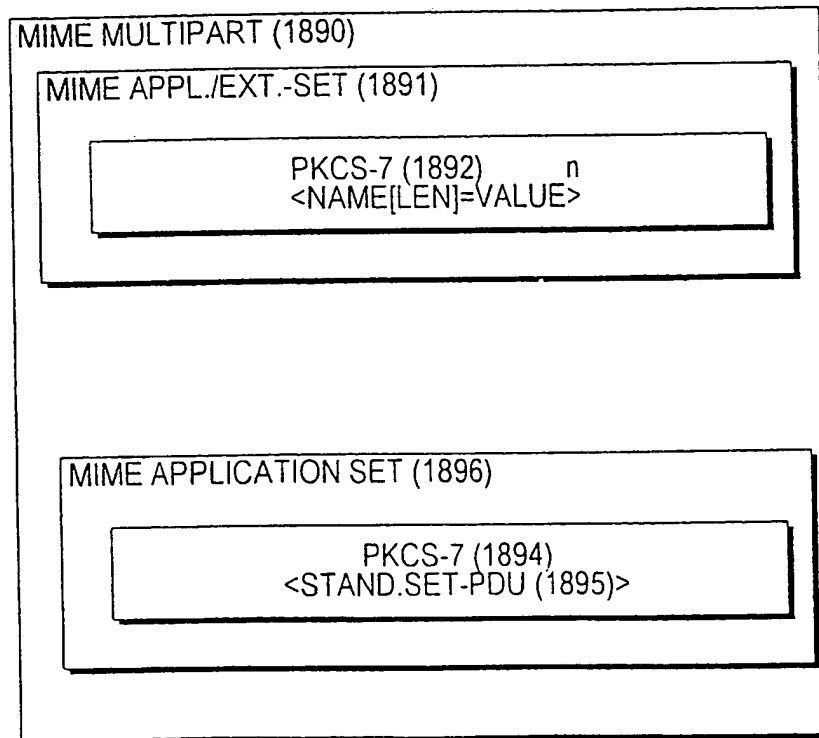 MIME MULTIPART (1890)
MIME APPL./EXT.-SET (1891)
PKCS-7 (1892) n
<NAME[LEN]=VALUE>
MIME APPLICATION SET (1896)
PKCS-7 (1894)
<STAND.SET-PDU (1895)>